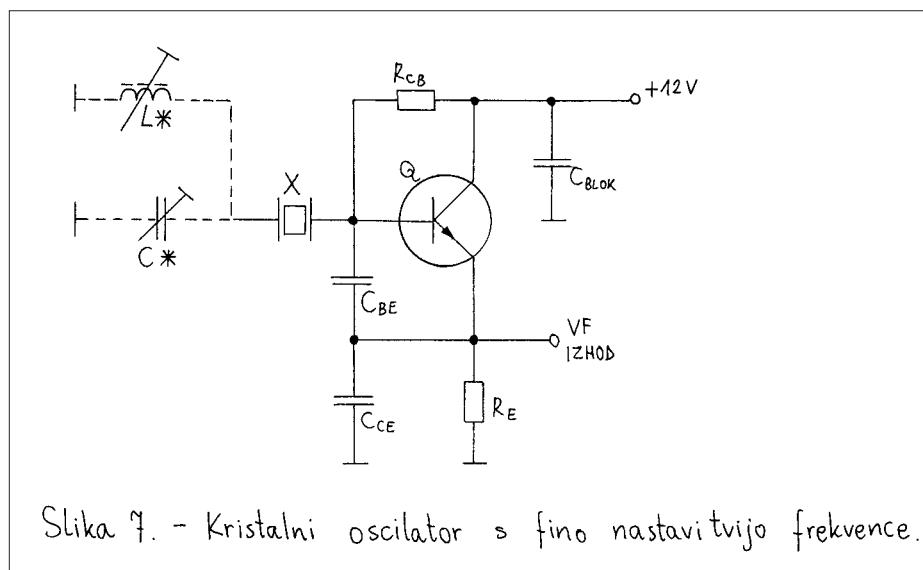 R_CB
+12V
L*
Q
C_BLOK
X
C*
C_BE
VF
IZHOD
C_CE
R_E
Slika 7. - Kristalni oscilator s fino nastavitvijo frekvence.